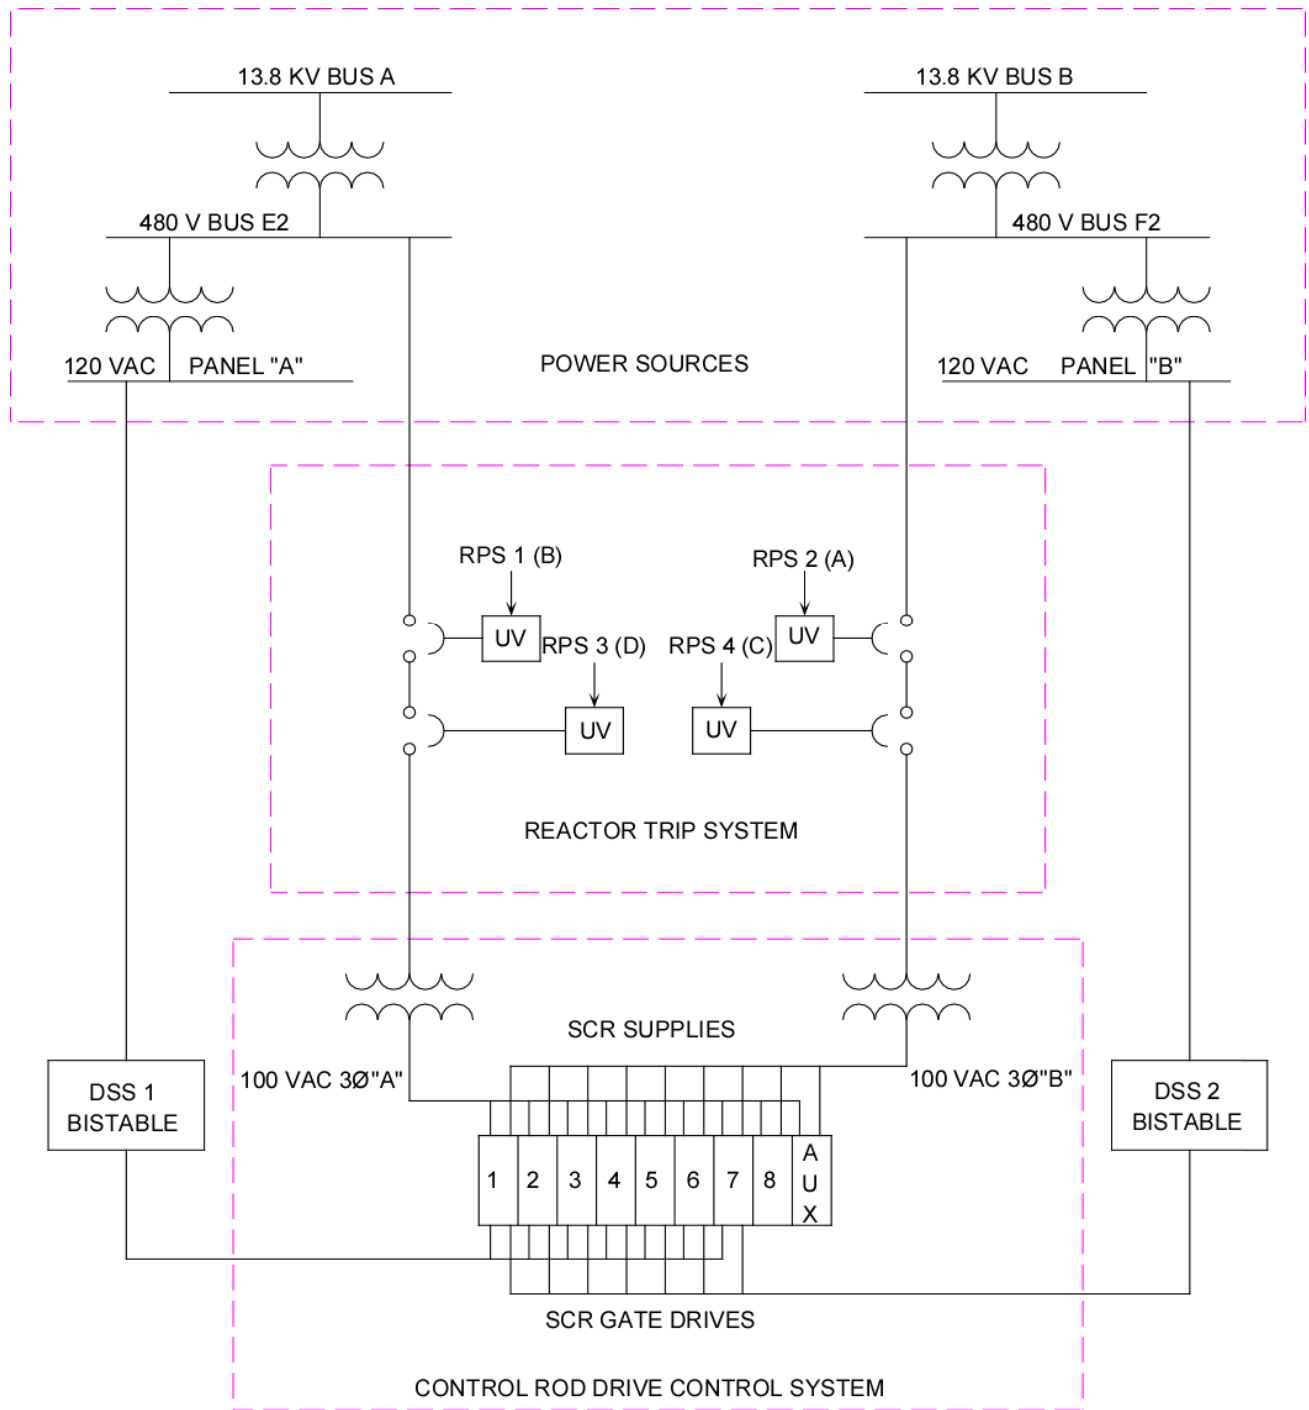 13.8 KV BUS A
13.8 KV BUS B
480 V BUS E2
480 V BUS F2
120 VAC PANEL "A"
POWER SOURCES
120 VAC PANEL "B"
RPS 1 (B)
RPS 2 (A)
UV
RPS 3 (D)
RPS 4 (C)
UV
UV
UV
REACTOR TRIP SYSTEM
SCR SUPPLIES
100 VAC 3Ø"A"
100 VAC 3Ø"B"
DSS 1
BISTABLE
DSS 2
BISTABLE
1 2 3 4 5 6 7 8
A
U
X
SCR GATE DRIVES
CONTROL ROD DRIVE CONTROL SYSTEM